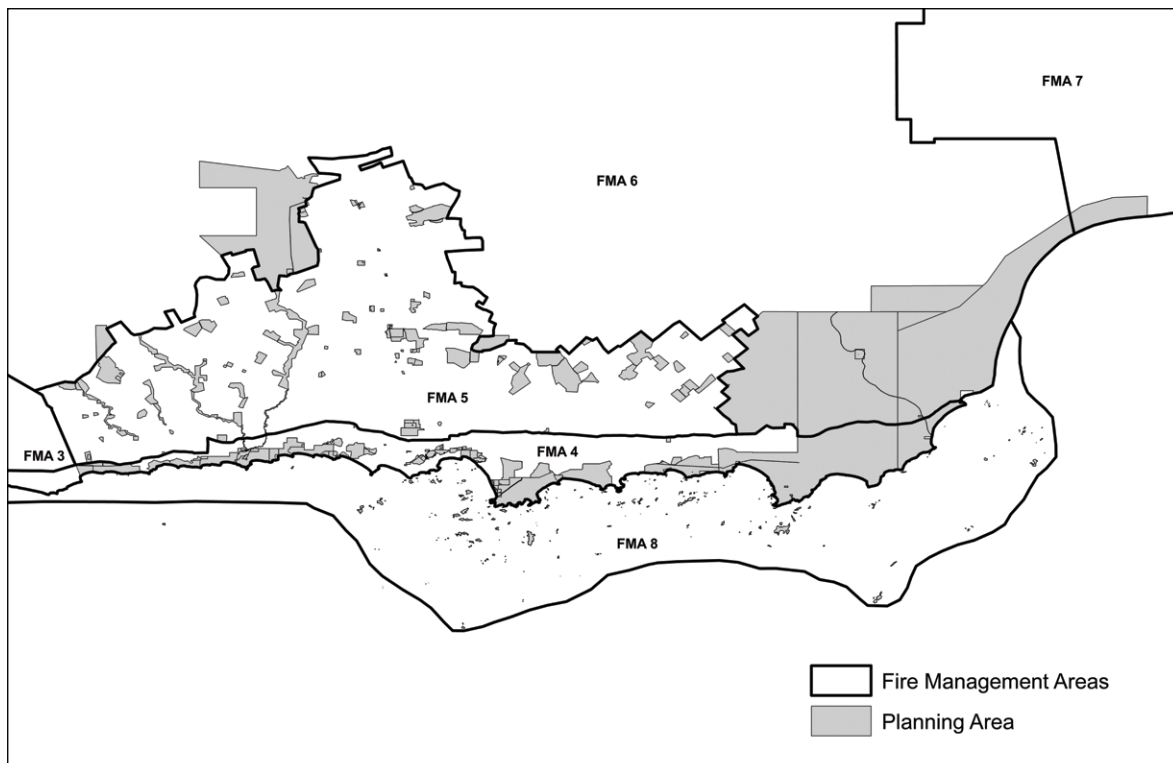 FMA 7
FMA 6
FMA 5
FMA 3
FMA 4
FMA 8
Fire Management Areas
Planning Area